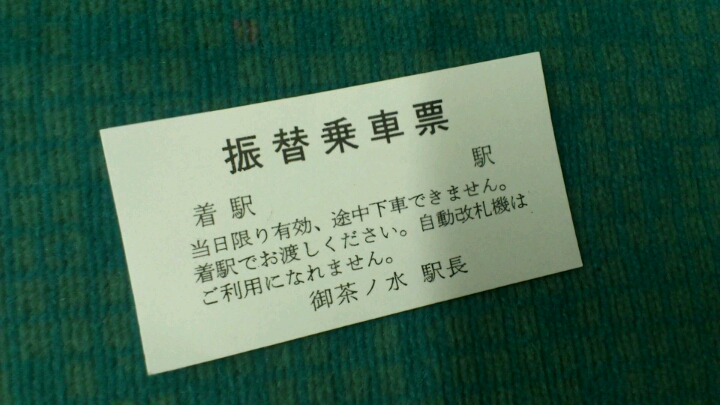 振替乗車票
着駅 駅
当日限り有効、途中下車できません。
着駅でお渡しください。自動改札機は
ご利用になれません。
御茶ノ水 駅長